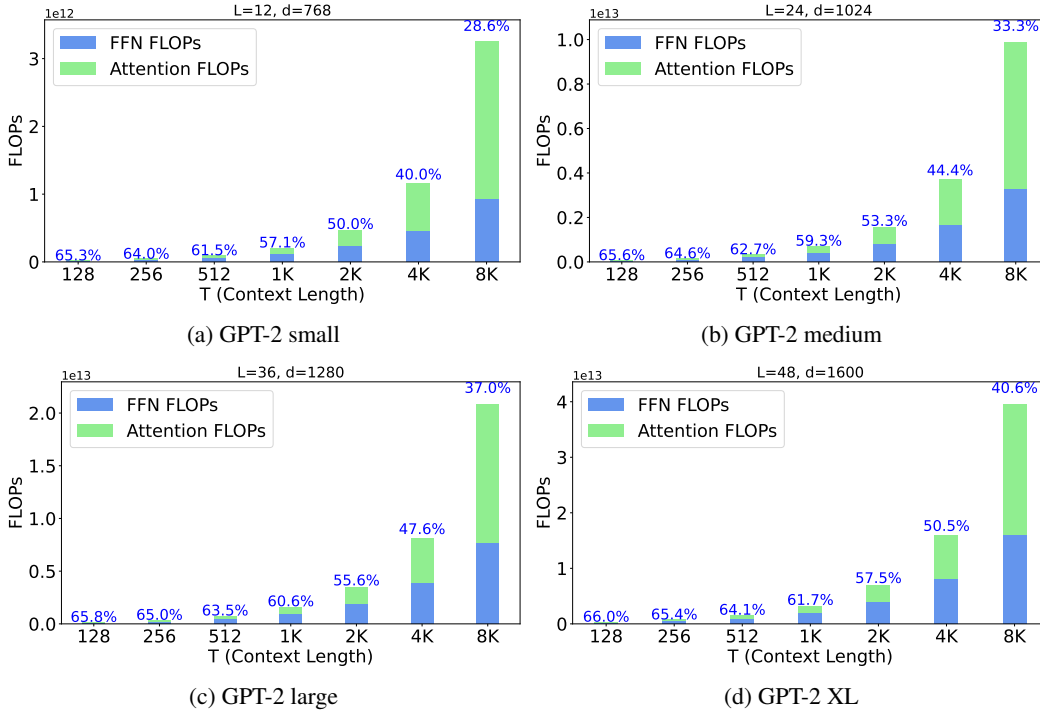 L=12, d=768
1e12
28.6%
FFN FLOPs
Attention FLOPs
3
2
1
0
FLOPs
40.0%
50.0%
57.1%
61.5%
64.0%
65.3%
128 256 512 1K 2K 4K 8K
T (Context Length)
(a) GPT-2 small
L=24, d=1024
1e13
33.3%
FFN FLOPs
Attention FLOPs
1.0
0.8
0.6
0.4
0.2
0.0
FLOPs
44.4%
53.3%
59.3%
62.7%
64.6%
65.6%
128 256 512 1K 2K 4K 8K
T (Context Length)
(b) GPT-2 medium
L=36, d=1280
1e13
37.0%
FFN FLOPs
Attention FLOPs
2.0
1.5
1.0
0.5
0.0
FLOPs
47.6%
55.6%
60.6%
63.5%
65.0%
65.8%
128 256 512 1K 2K 4K 8K
T (Context Length)
(c) GPT-2 large
L=48, d=1600
1e13
40.6%
FFN FLOPs
Attention FLOPs
4
3
2
1
0
FLOPs
50.5%
57.5%
61.7%
64.1%
65.4%
66.0%
128 256 512 1K 2K 4K 8K
T (Context Length)
(d) GPT-2 XL